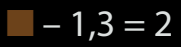 – 1,3 = 2